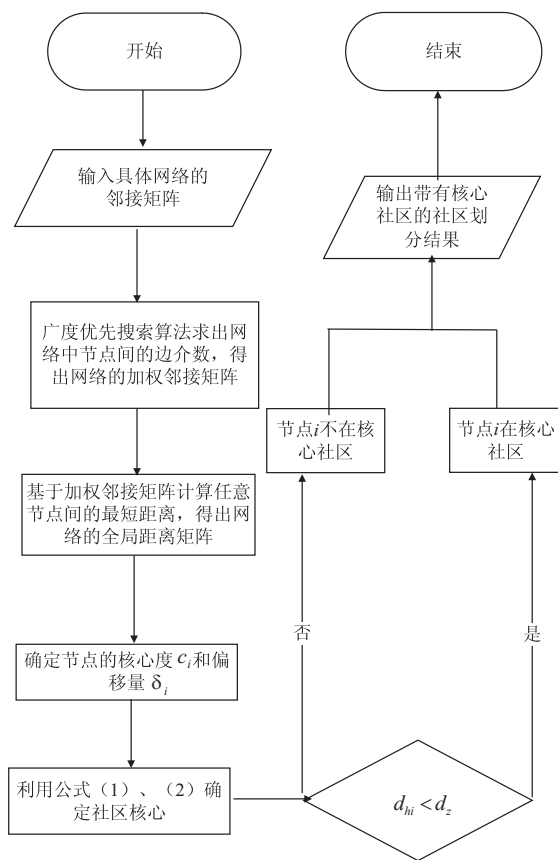 开始
输入具体网络的
邻接矩阵
广度优先搜索算法求出网
络中节点间的边介数，得
出网络的加权邻接矩阵
基于加权邻接矩阵计算任意
节点间的最短距离，得出网
络的全局距离矩阵
确定节点的核心度 c_i和偏
移量 δ_i
利用公式（1）、（2）确
定社区核心
d_{hi} < d_z
否
是
节点i不在核
心社区
节点i在核心
社区
输出带有核心
社区的社区划
分结果
结束